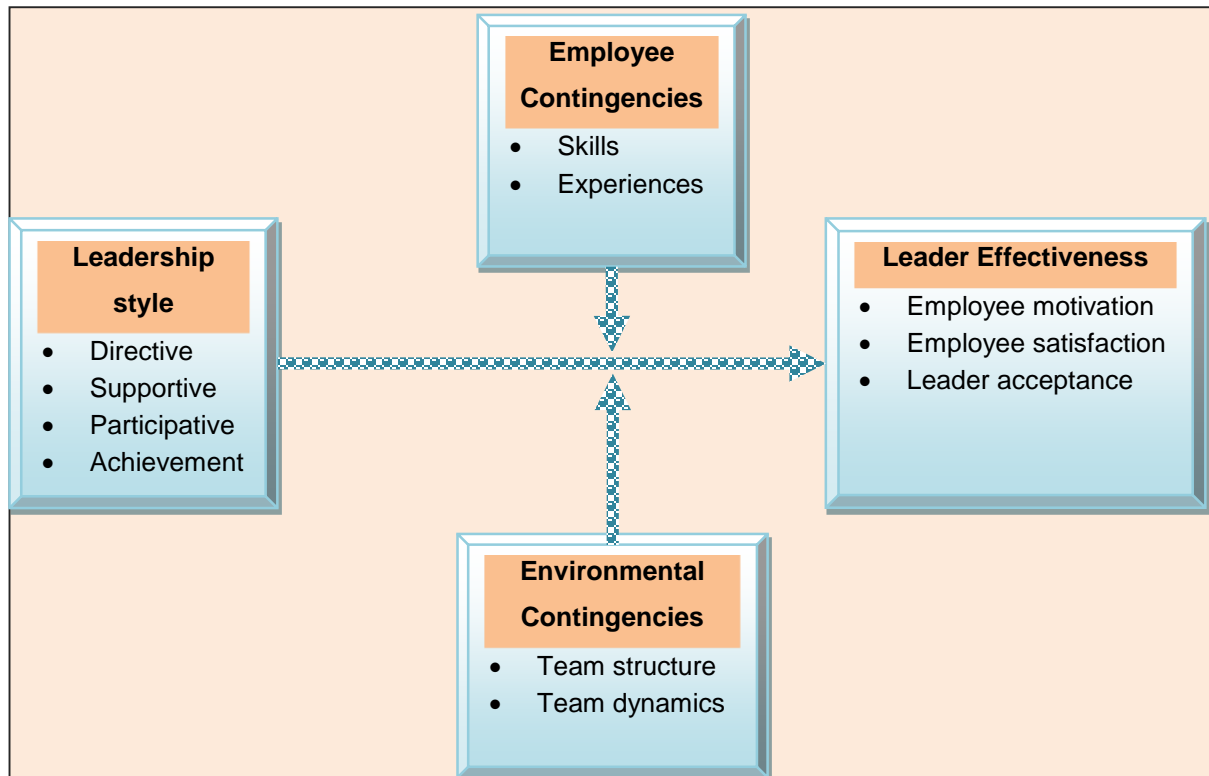 Employee
Contingencies
• Skills
• Experiences
Leadership
style
• Directive
• Supportive
• Participative
• Achievement
Leader Effectiveness
• Employee motivation
• Employee satisfaction
• Leader acceptance
Environmental
Contingencies
• Team structure
• Team dynamics